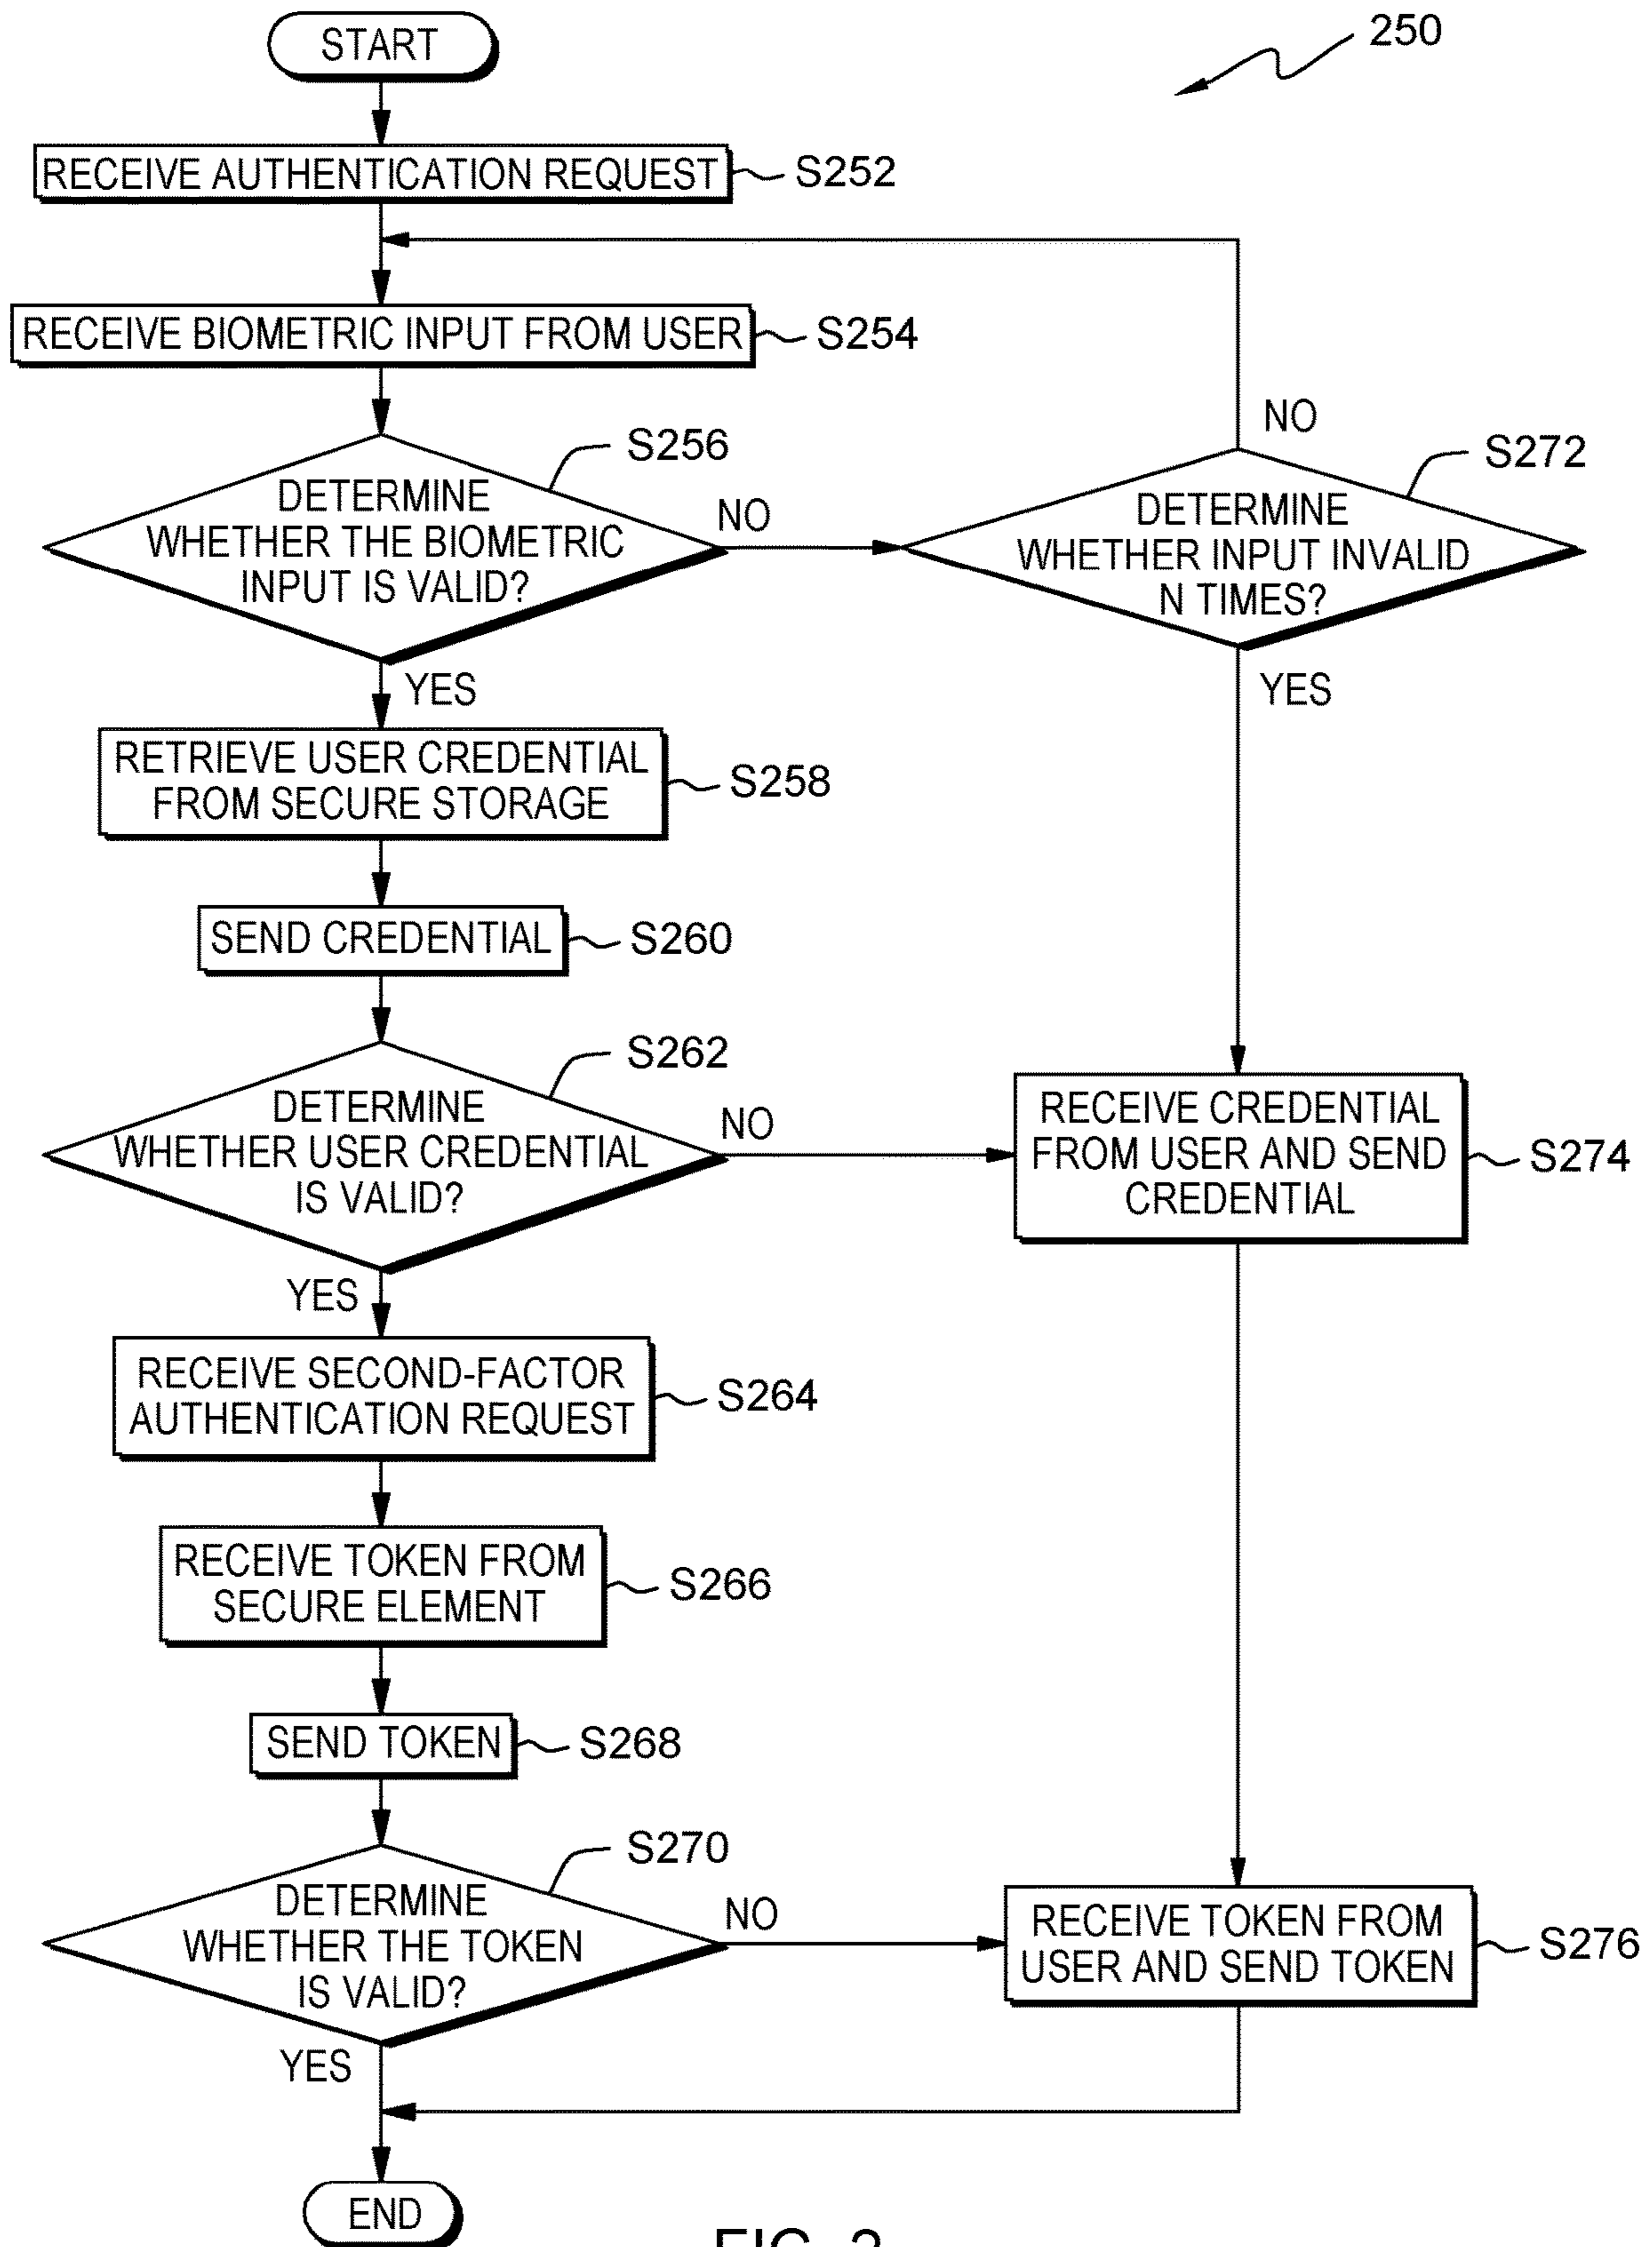 START
250
RECEIVE AUTHENTICATION REQUEST
S252
RECEIVE BIOMETRIC INPUT FROM USER
S254
S256
DETERMINE
WHETHER THE BIOMETRIC
INPUT IS VALID?
NO
YES
NO
S272
DETERMINE
WHETHER INPUT INVALID
N TIMES?
YES
RETRIEVE USER CREDENTIAL
FROM SECURE STORAGE
S258
SEND CREDENTIAL
S260
S262
DETERMINE
WHETHER USER CREDENTIAL
IS VALID?
NO
YES
RECEIVE CREDENTIAL
FROM USER AND SEND
CREDENTIAL
S274
RECEIVE SECOND-FACTOR
AUTHENTICATION REQUEST
S264
RECEIVE TOKEN FROM
SECURE ELEMENT
S266
SEND TOKEN
S268
S270
DETERMINE
WHETHER THE TOKEN
IS VALID?
NO
YES
RECEIVE TOKEN FROM
USER AND SEND TOKEN
S276
END